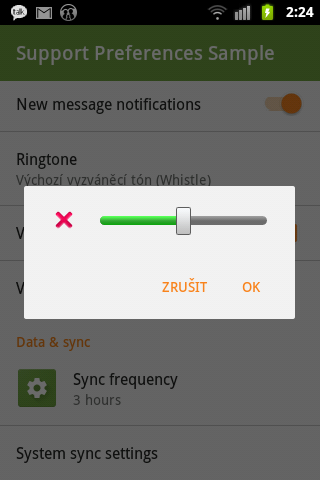 talk
2:24
Support Preferences Sample
New message notifications
Ringtone
Výchozí vyzváněcí tón (Whistle)
V
ZRUŠIT OK
V
Data & sync
Sync frequency
3 hours
System sync settings